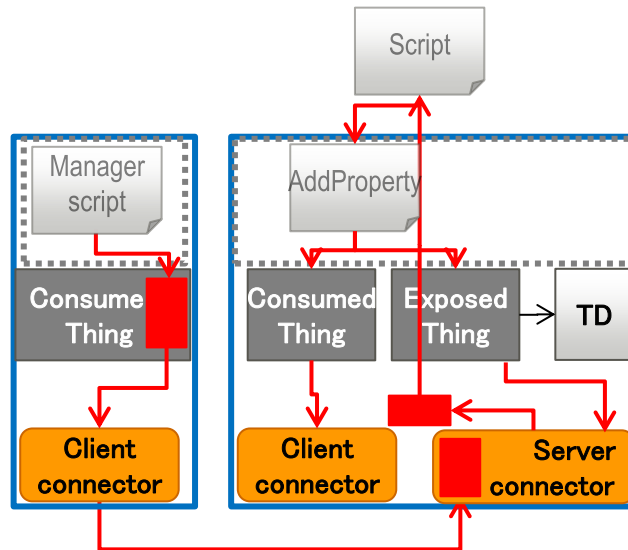 Script
Manager
script
AddProperty
Consume
Thing
Consumed
Thing
Exposed
Thing
TD
Client
connector
Client
connector
Server
connector